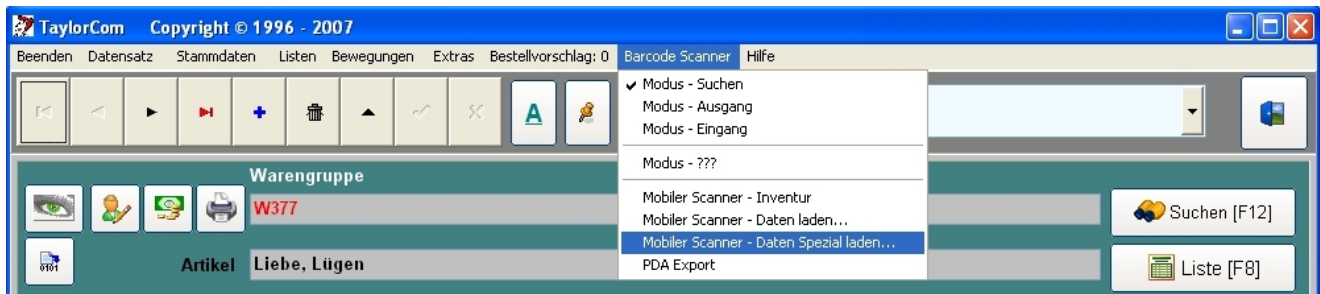 TaylorCom Copyright © 1996 - 2007
Beenden Datensatz Stammdaten Listen Bewegungen Extras Bestellvorschlag: 0 Barcode Scanner Hilfe
A
Modus - Suchen
Modus - Ausgang
Modus - Eingang
Modus - ???
Mobiler Scanner - Inventur
Mobiler Scanner - Daten laden...
Mobiler Scanner - Daten Spezial laden...
PDA Export
Warengruppe
W377
Suchen [F12]
0101
Artikel Liebe, Lügen
Liste [F8]